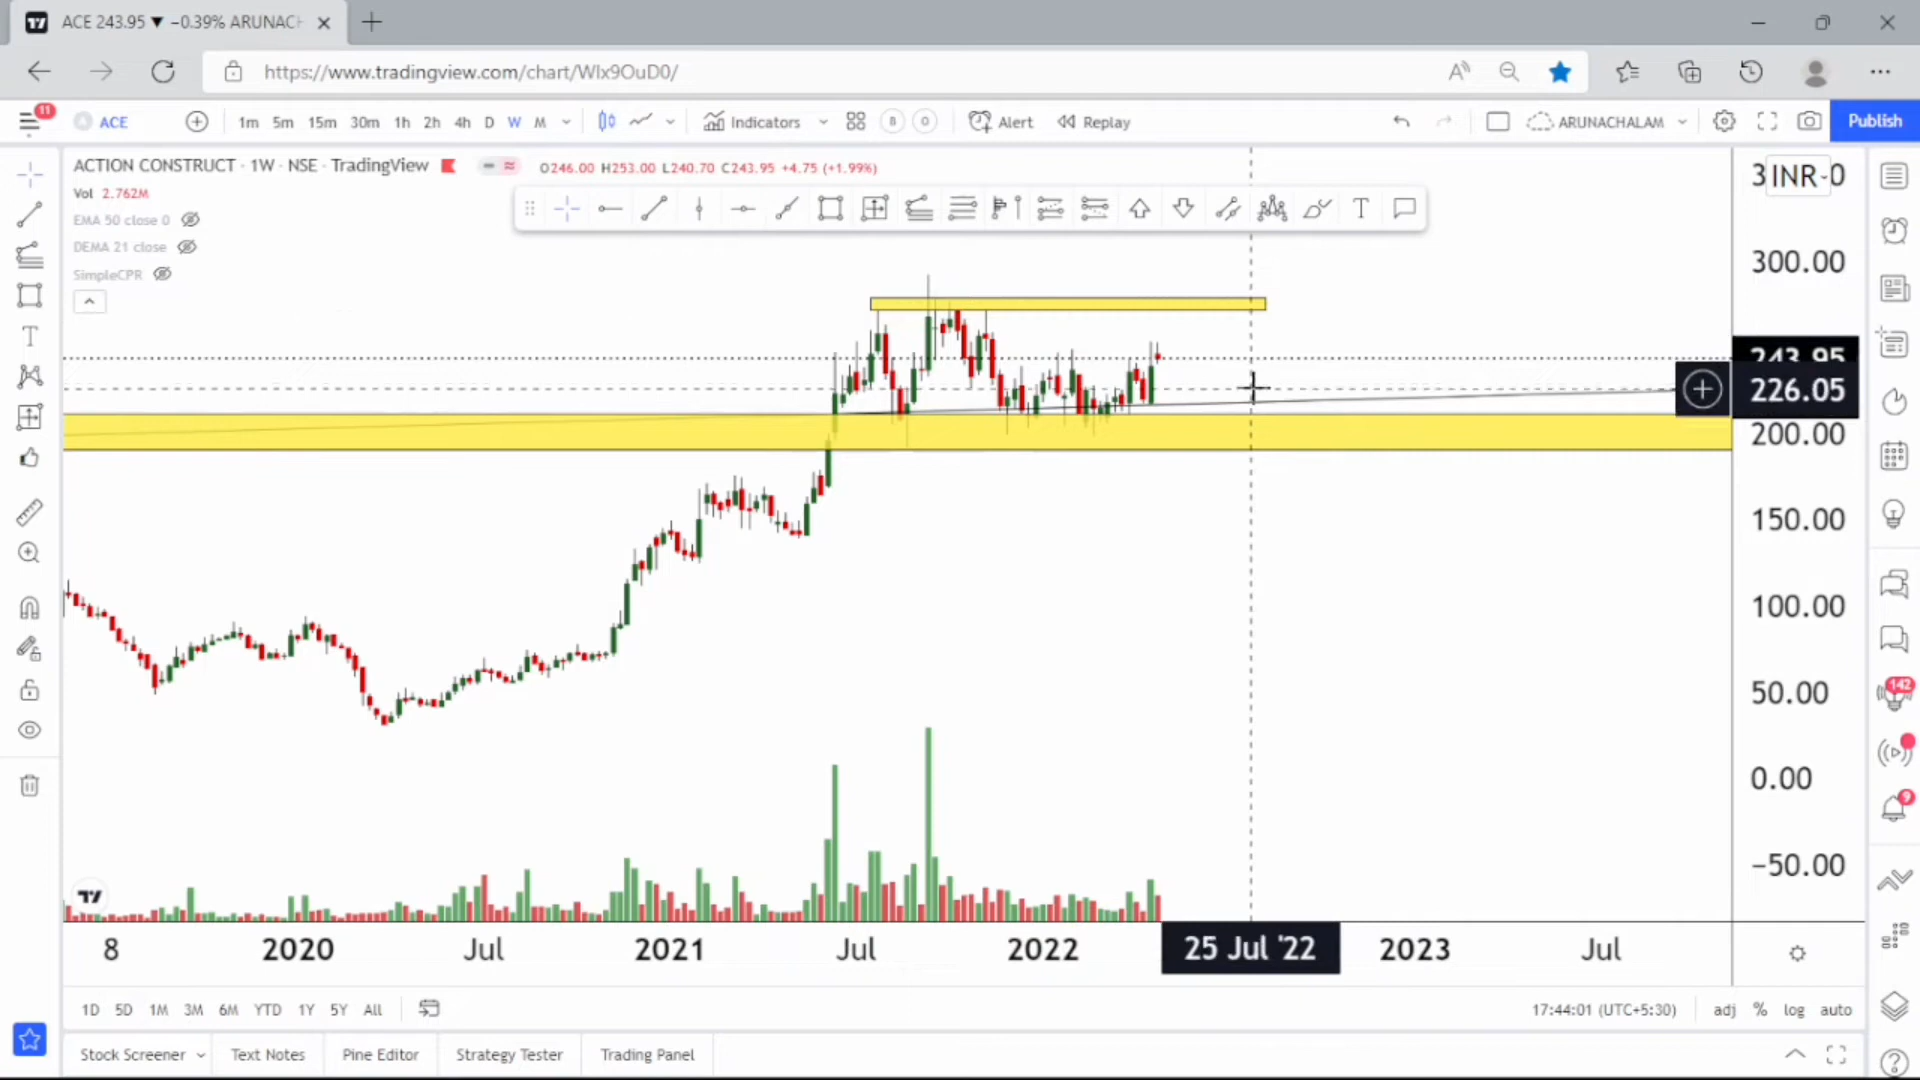 ACE 243.95 ▼ −0.39% ARUNACH
https://www.tradingview.com/chart/WIx9OuD0/
11
ACE 1m 5m 15m 30m 1h 2h 4h D W M Indicators B O Alert Replay ARUNACHALAM Publish
ACTION CONSTRUCT · 1W · NSE · TradingView O246.00 H253.00 L240.70 C243.95 +4.75 (+1.99%)
Vol 2.762M
EMA 50 close 0
DEMA 21 close
SimpleCPR
INR
300.00
243.95
226.05
200.00
150.00
100.00
50.00
0.00
−50.00
142
9
8 2020 Jul 2021 Jul 2022 25 Jul '22 2023 Jul
1D 5D 1M 3M 6M YTD 1Y 5Y All 17:44:01 (UTC+5:30) adj % log auto
Stock Screener Text Notes Pine Editor Strategy Tester Trading Panel